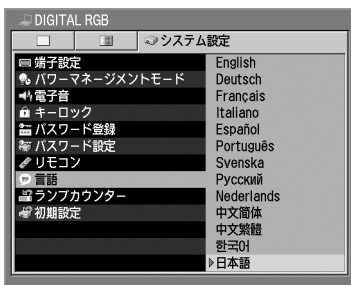 DIGITAL RGB
システム設定
端子設定
パワーマネージメントモード
電子音
キーロック
パスワード登録
パスワード設定
リモコン
言語
ランプカウンター
初期設定
English
Deutsch
Français
Italiano
Español
Português
Svenska
Русский
Nederlands
中文简体
中文繁體
한국어
日本語